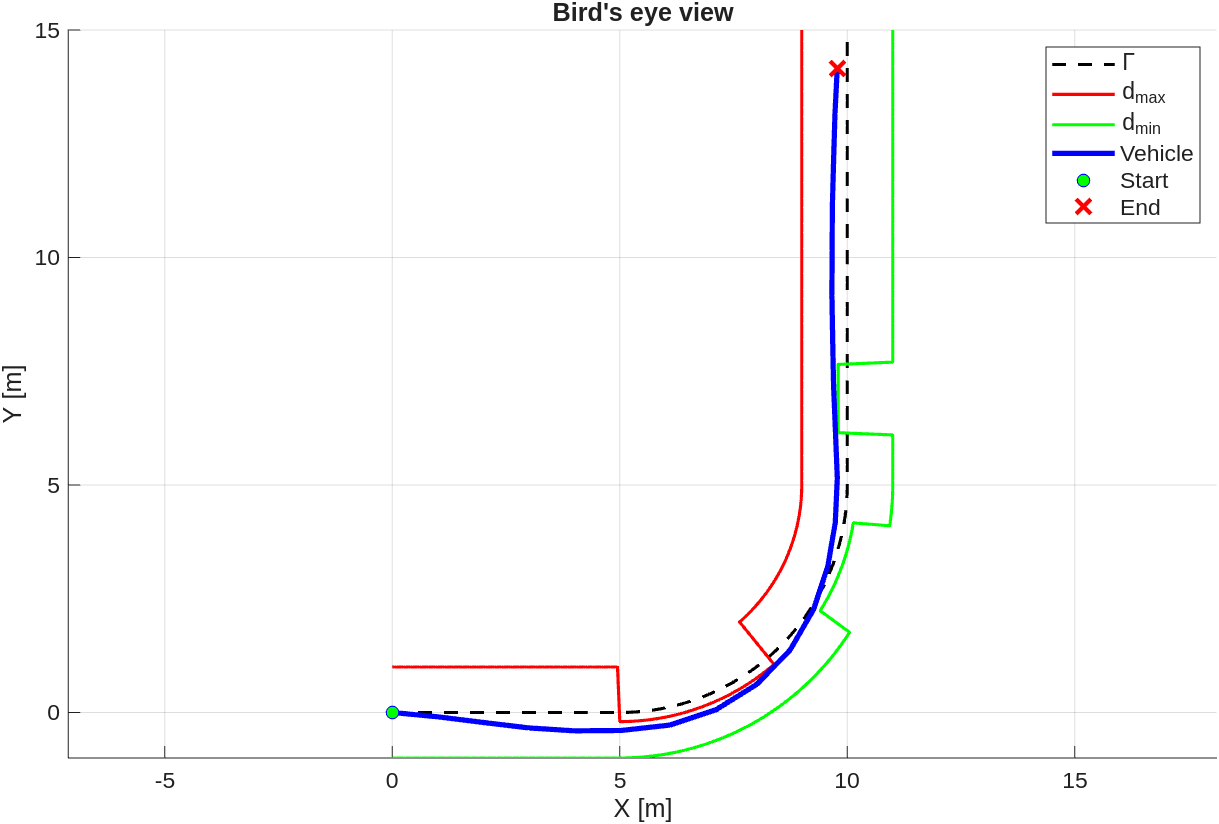 Bird's eye view
15
10
5
0
Y [m]
-5
0
5
10
15
X [m]
Γ
dmax
dmin
Vehicle
Start
End